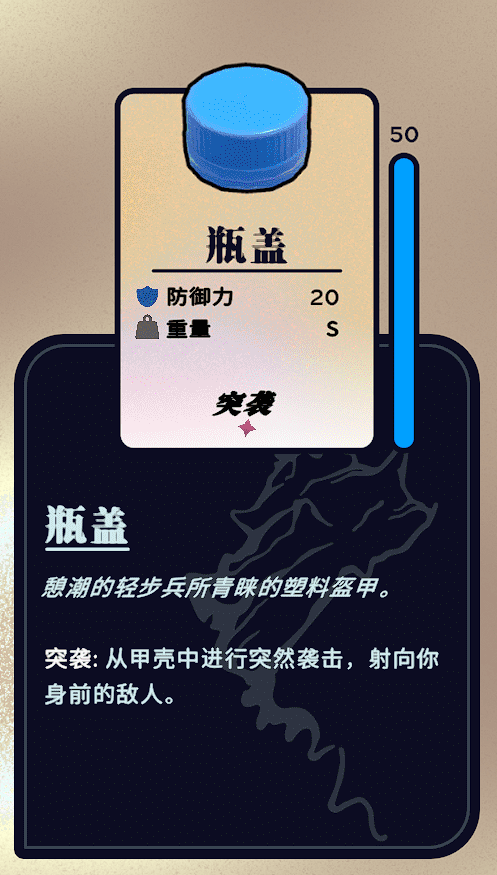 50
瓶盖
防御力 20
重量 S
突袭
瓶盖
憩潮的轻步兵所青睐的塑料盔甲。
突袭: 从甲壳中进行突然袭击，射向你
身前的敌人。